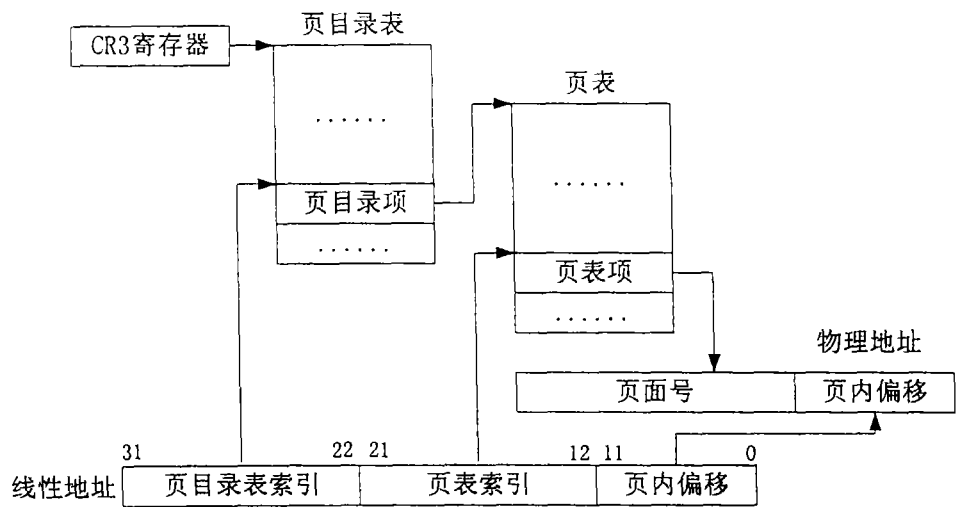 页目录表
CR3寄存器
页表
......
......
页目录项
......
页表项
......
物理地址
页面号 页内偏移
31 22 21 12 11 0
线性地址 页目录表索引 页表索引 页内偏移